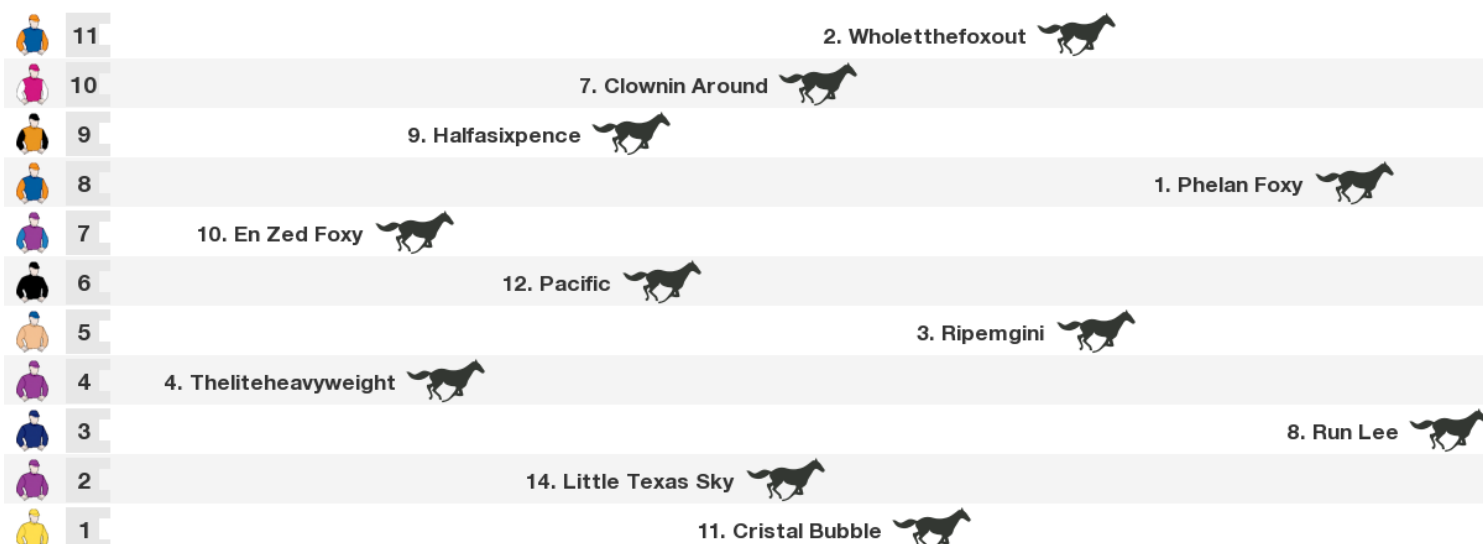 11 2. Wholetthefoxout
10 7. Clownin Around
9 9. Halfasixpence
8 1. Phelan Foxy
7 10. En Zed Foxy
6 12. Pacific
5 3. Ripemgini
4 4. Theliteheavyweight
3 8. Run Lee
2 14. Little Texas Sky
1 11. Cristal Bubble